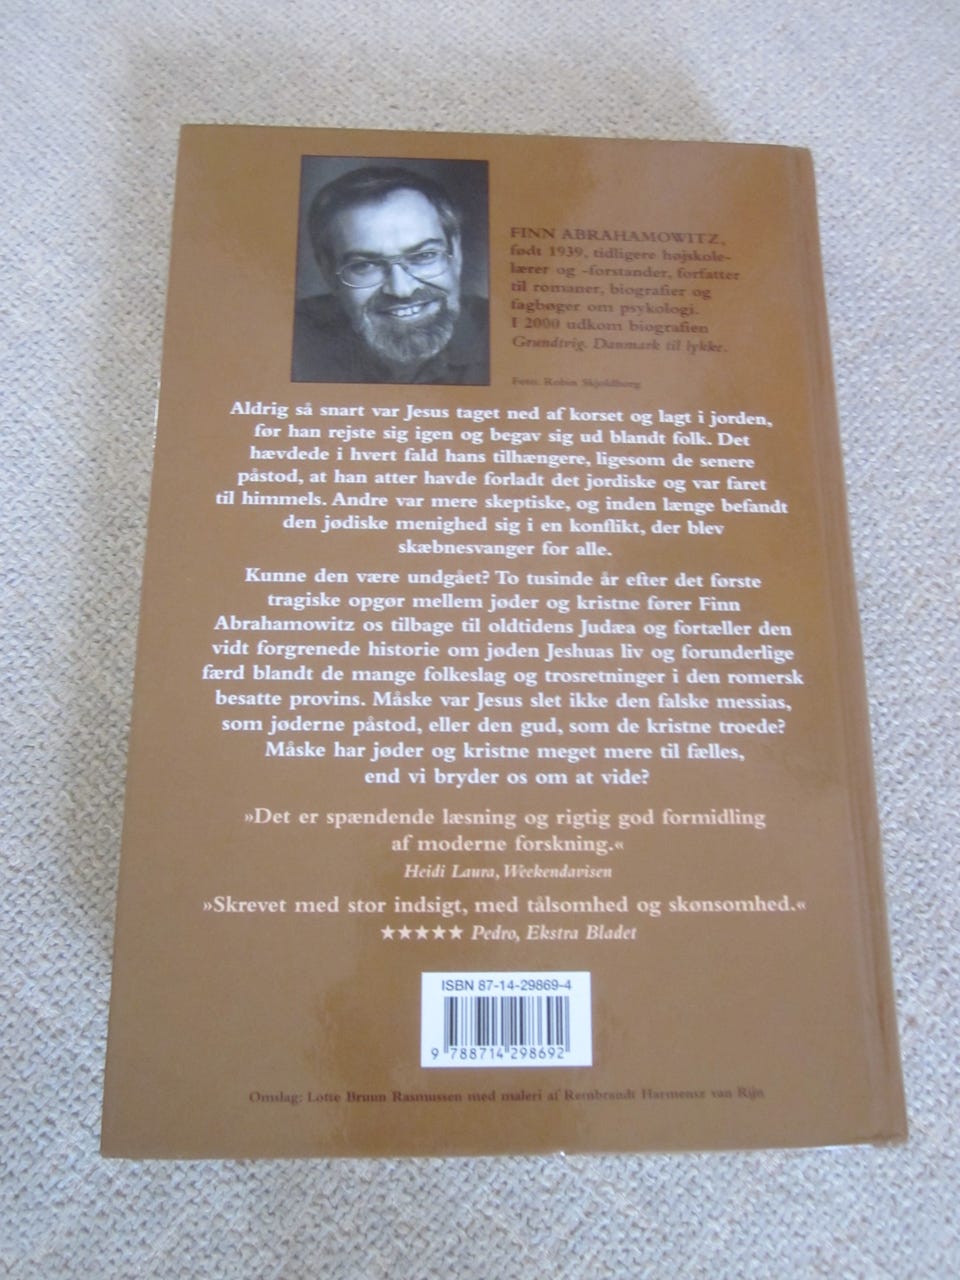 FINN ABRAHAMOWITZ,
født 1939, tidligere højskole-
lærer og -forstander, forfatter
til romaner, biografier og
fagbøger om psykologi.
I 2000 udkom biografien
Grundtvig. Danmark til lykke.
Foto: Robin Skjoldborg
Aldrig så snart var Jesus taget ned af korset og lagt i jorden,
før han rejste sig igen og begav sig ud blandt folk. Det
hævdede i hvert fald hans tilhængere, ligesom de senere
påstod, at han atter havde forladt det jordiske og var faret
til himmels. Andre var mere skeptiske, og inden længe befandt
den jødiske menighed sig i en konflikt, der blev
skæbnesvanger for alle.
Kunne den være undgået? To tusinde år efter det første
tragiske opgør mellem jøder og kristne fører Finn
Abrahamowitz os tilbage til oldtidens Judæa og fortæller den
vidt forgrenede historie om jøden Jeshuas liv og forunderlige
færd blandt de mange folkeslag og trosretninger i den romersk
besatte provins. Måske var Jesus slet ikke den falske messias,
som jøderne påstod, eller den gud, som de kristne troede?
Måske har jøder og kristne meget mere til fælles,
end vi bryder os om at vide?
»Det er spændende læsning og rigtig god formidling
af moderne forskning.«
Heidi Laura, Weekendavisen
»Skrevet med stor indsigt, med tålsomhed og skønsomhed.«
★★★★★ Pedro, Ekstra Bladet
ISBN 87-14-29869-4
9 788714 298692
Omslag: Lotte Bruun Rasmussen med maleri af Rembrandt Harmensz van Rijn